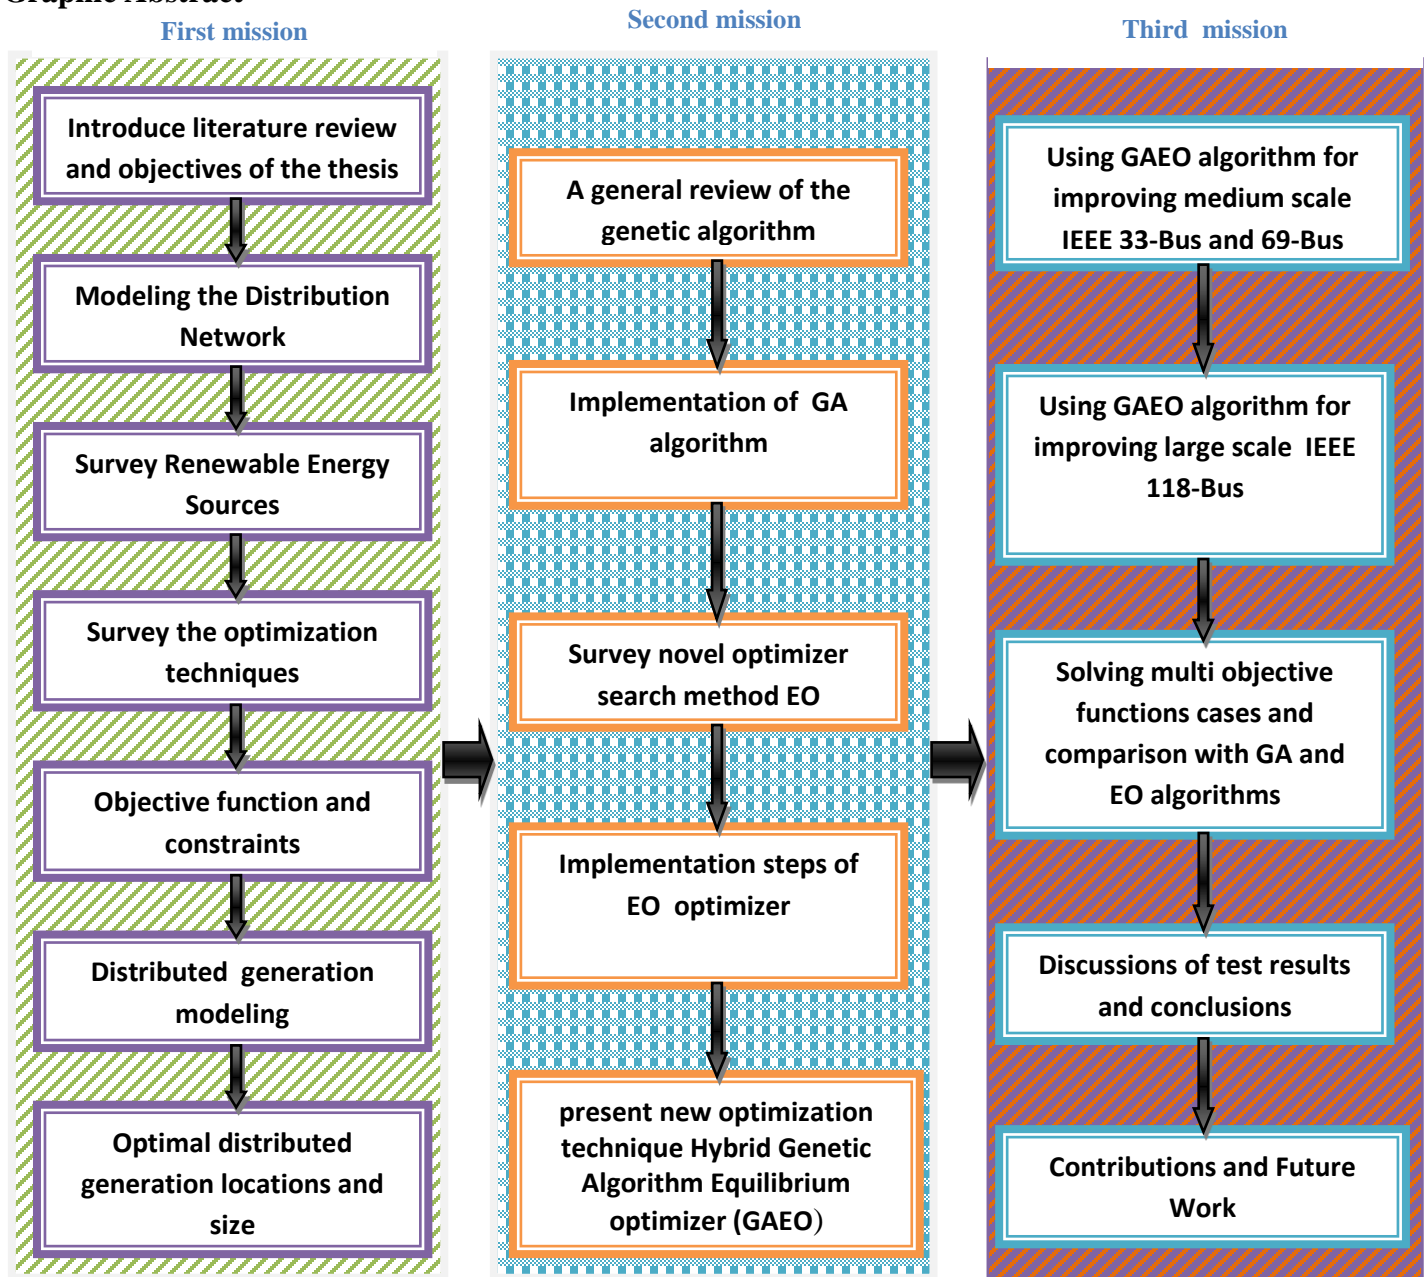 Graphic Abstract
First mission
Introduce literature review
and objectives of the thesis
Modeling the Distribution
Network
Survey Renewable Energy
Sources
Survey the optimization
techniques
Objective function and
constraints
Distributed generation
modeling
Optimal distributed
generation locations and
size
Second mission
A general review of the
genetic algorithm
Implementation of GA
algorithm
Survey novel optimizer
search method EO
Implementation steps of
EO optimizer
present new optimization
technique Hybrid Genetic
Algorithm Equilibrium
optimizer (GAEO)
Third mission
Using GAEO algorithm for
improving medium scale
IEEE 33-Bus and 69-Bus
Using GAEO algorithm for
improving large scale IEEE
118-Bus
Solving multi objective
functions cases and
comparison with GA and
EO algorithms
Discussions of test results
and conclusions
Contributions and Future
Work